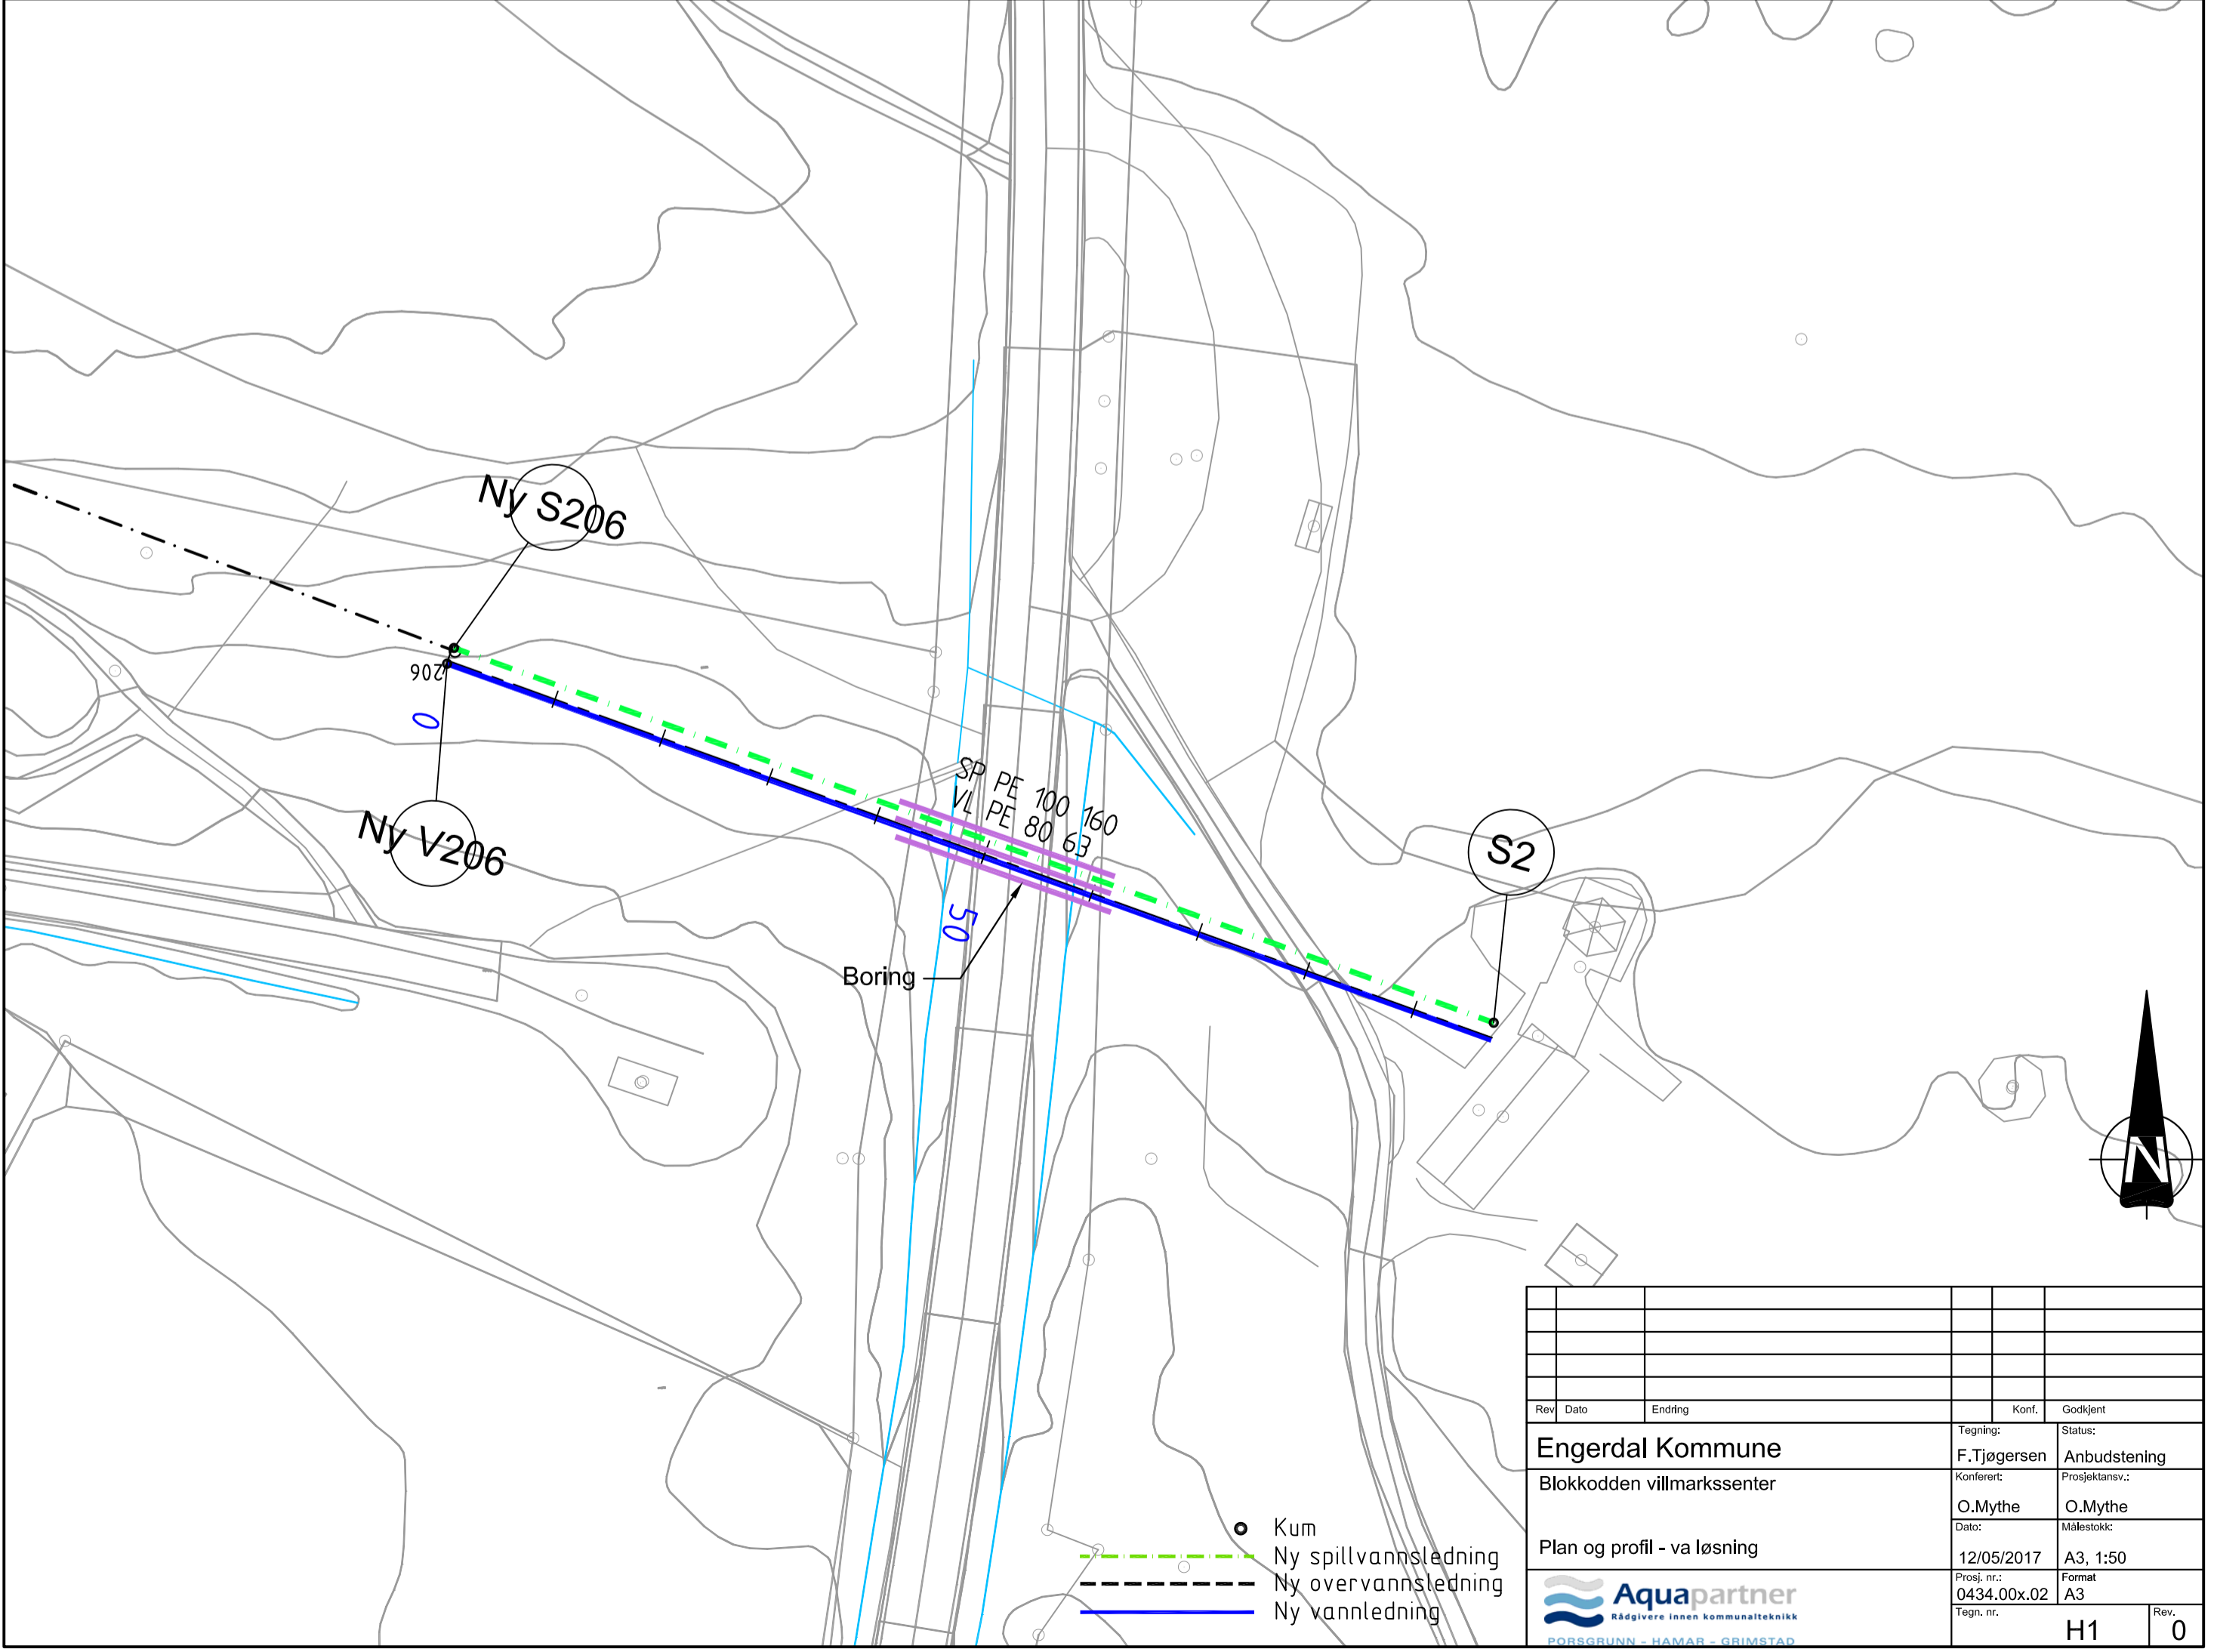 Ny S206
206
0
Ny V206
SP PE 100 160
VL PE 80 63
50
Boring
S2
N
Kum
Ny spillvannsledning
Ny overvannsledning
Ny vannledning
Rev Dato Endring Konf. Godkjent
Engerdal Kommune
Tegning: Status:
F.Tjøgersen Anbudstening
Blokkodden villmarkssenter
Konferert: Prosjektansv.:
O.Mythe O.Mythe
Plan og profil - va løsning
Dato: Målestokk:
12/05/2017 A3, 1:50
Prosj. nr.: Format
0434.00x.02 A3
Aquapartner
Rådgivere innen kommunalteknikk
PORSGRUNN - HAMAR - GRIMSTAD
Tegn. nr. Rev.
H1 0